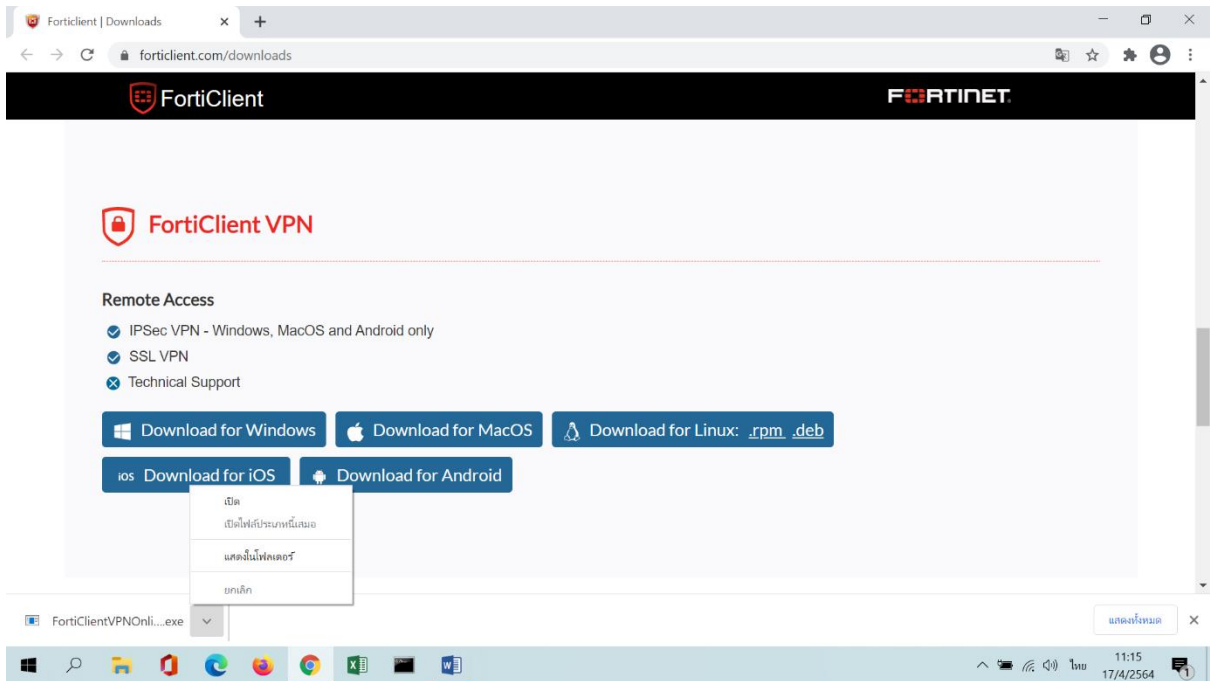 Forticlient | Downloads
forticlient.com/downloads
FortiClient
FORTINET
FortiClient VPN
Remote Access
IPSec VPN - Windows, MacOS and Android only
SSL VPN
Technical Support
Download for Windows
Download for MacOS
Download for Linux: .rpm .deb
iOS Download for iOS
Download for Android
เปิด
เปิดไฟล์ประเภทนี้เสมอ
แสดงในโฟลเดอร์
ยกเลิก
FortiClientVPNOnli....exe
แสดงทั้งหมด
ไทย
11:15
17/4/2564
1